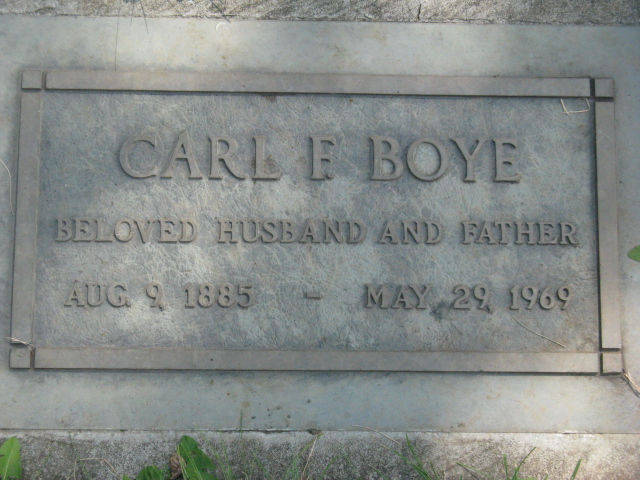 CARL F. BOYE
BELOVED HUSBAND AND FATHER
AUG. 9, 1885 - MAY 29, 1969